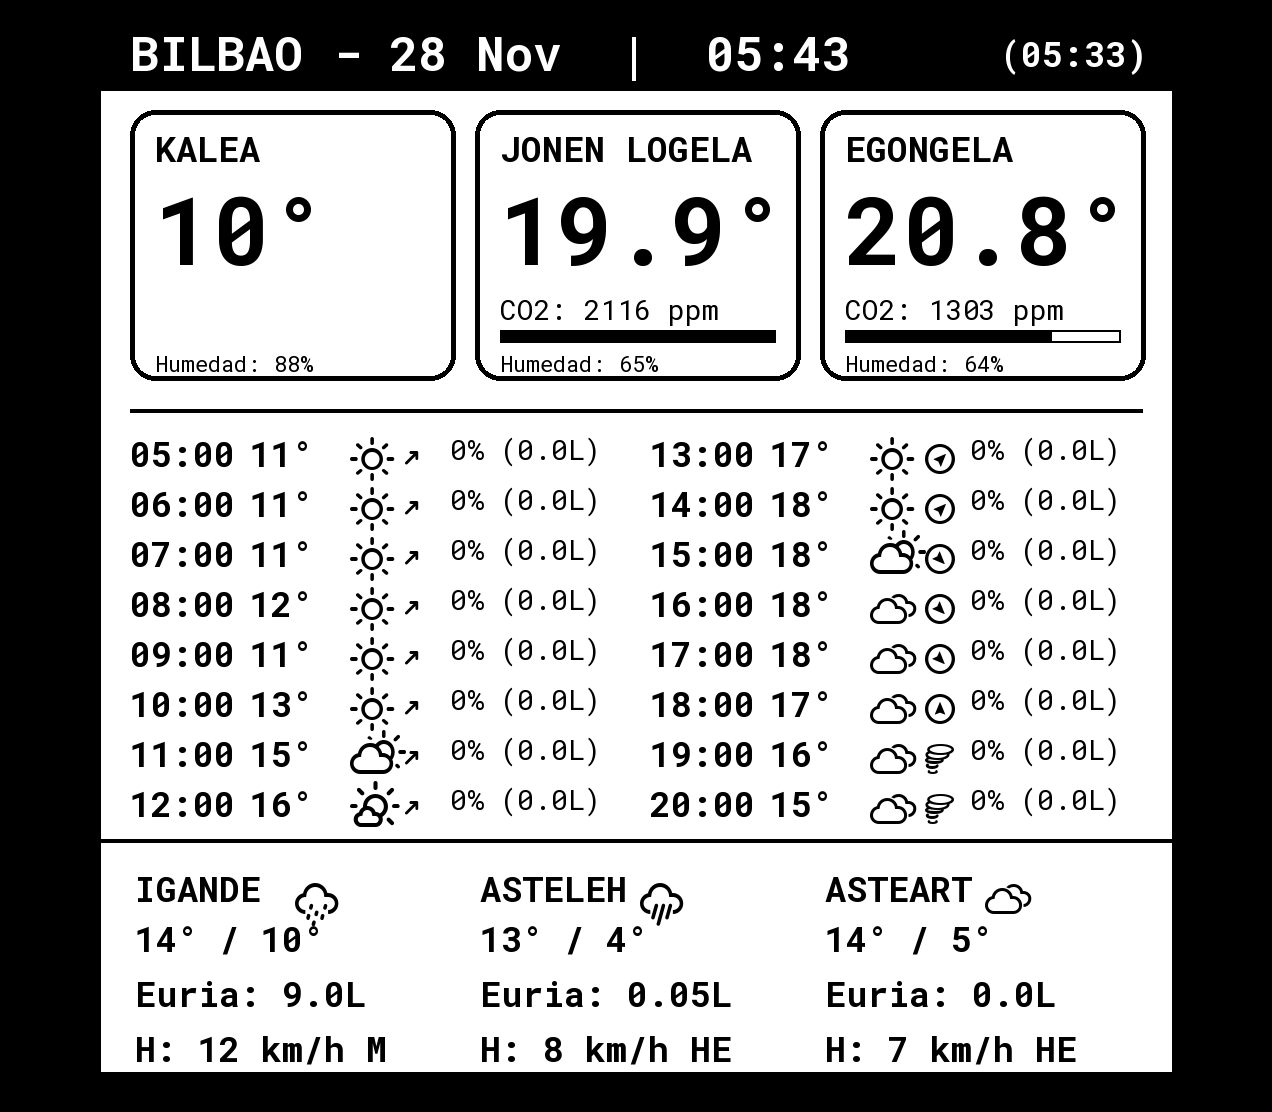 BILBAO - 28 Nov | 05:43 (05:33)
KALEA
10°
Humedad: 88%
JONEN LOGELA
19.9°
CO2: 2116 ppm
Humedad: 65%
EGONGELA
20.8°
CO2: 1303 ppm
Humedad: 64%
05:00 11° 0% (0.0L)
06:00 11° 0% (0.0L)
07:00 11° 0% (0.0L)
08:00 12° 0% (0.0L)
09:00 11° 0% (0.0L)
10:00 13° 0% (0.0L)
11:00 15° 0% (0.0L)
12:00 16° 0% (0.0L)
13:00 17° 0% (0.0L)
14:00 18° 0% (0.0L)
15:00 18° 0% (0.0L)
16:00 18° 0% (0.0L)
17:00 18° 0% (0.0L)
18:00 17° 0% (0.0L)
19:00 16° 0% (0.0L)
20:00 15° 0% (0.0L)
IGANDE
14° / 10°
Euria: 9.0L
H: 12 km/h M
ASTELEH
13° / 4°
Euria: 0.05L
H: 8 km/h HE
ASTEART
14° / 5°
Euria: 0.0L
H: 7 km/h HE